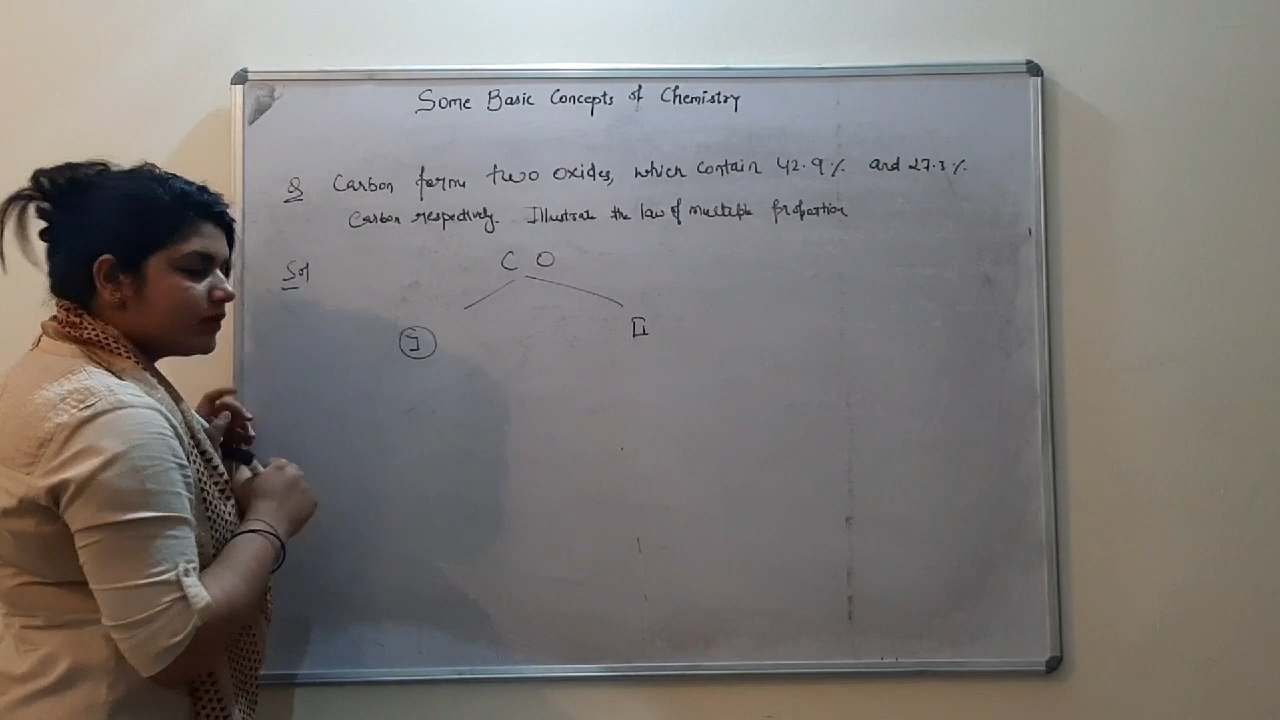 Some Basic Concepts of Chemistry
Q Carbon forms two oxides, which contain 42.9% and 27.3%
Carbon respectively. Illustrate the law of multiple proportion
Sol
C O
I II